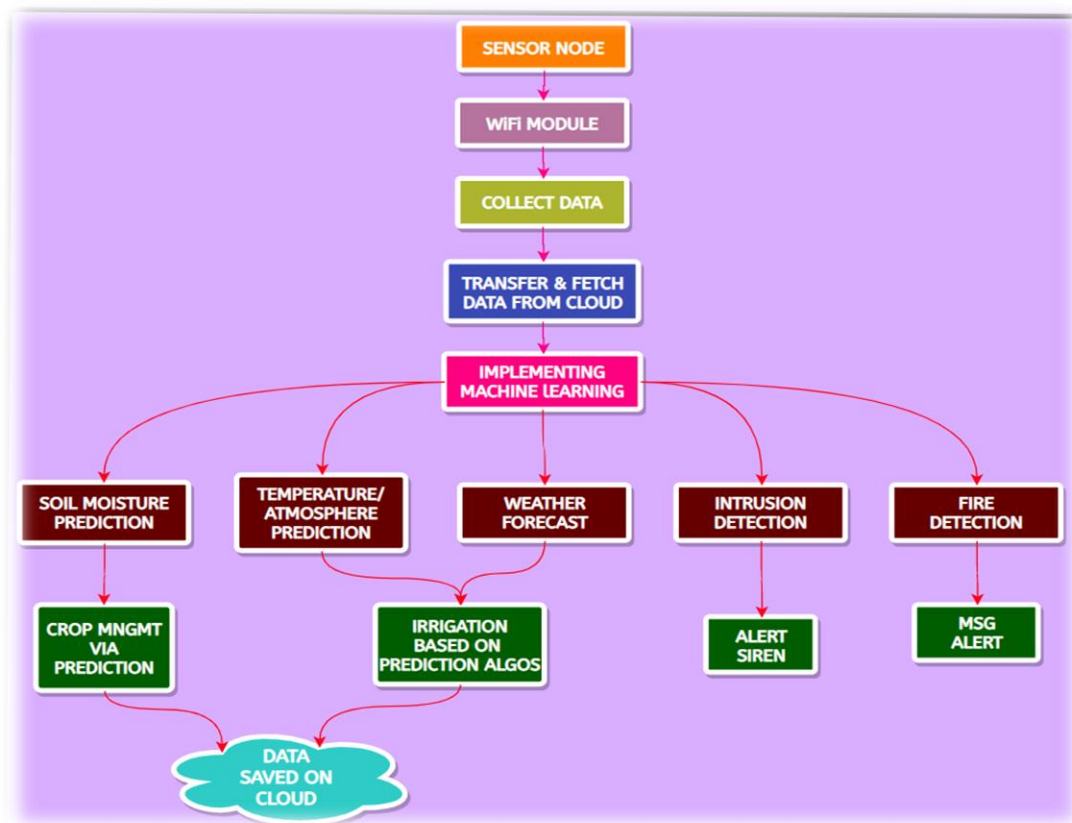 SENSOR NODE
WiFi MODULE
COLLECT DATA
TRANSFER & FETCH
DATA FROM CLOUD
IMPLEMENTING
MACHINE lEARNING
SOIL MOISTURE
PREDICTION
TEMPERATURE/
ATMOSPHERE
PREDICTION
WEATHER
FORECAST
INTRUSION
DETECTION
FIRE
DETECTION
CROP MNGMT
VIA
PREDICTION
IRRIGATION
BASED ON
PREDICTION ALGOS
ALERT
SIREN
MSG
ALERT
DATA
SAVED ON
CLOUD